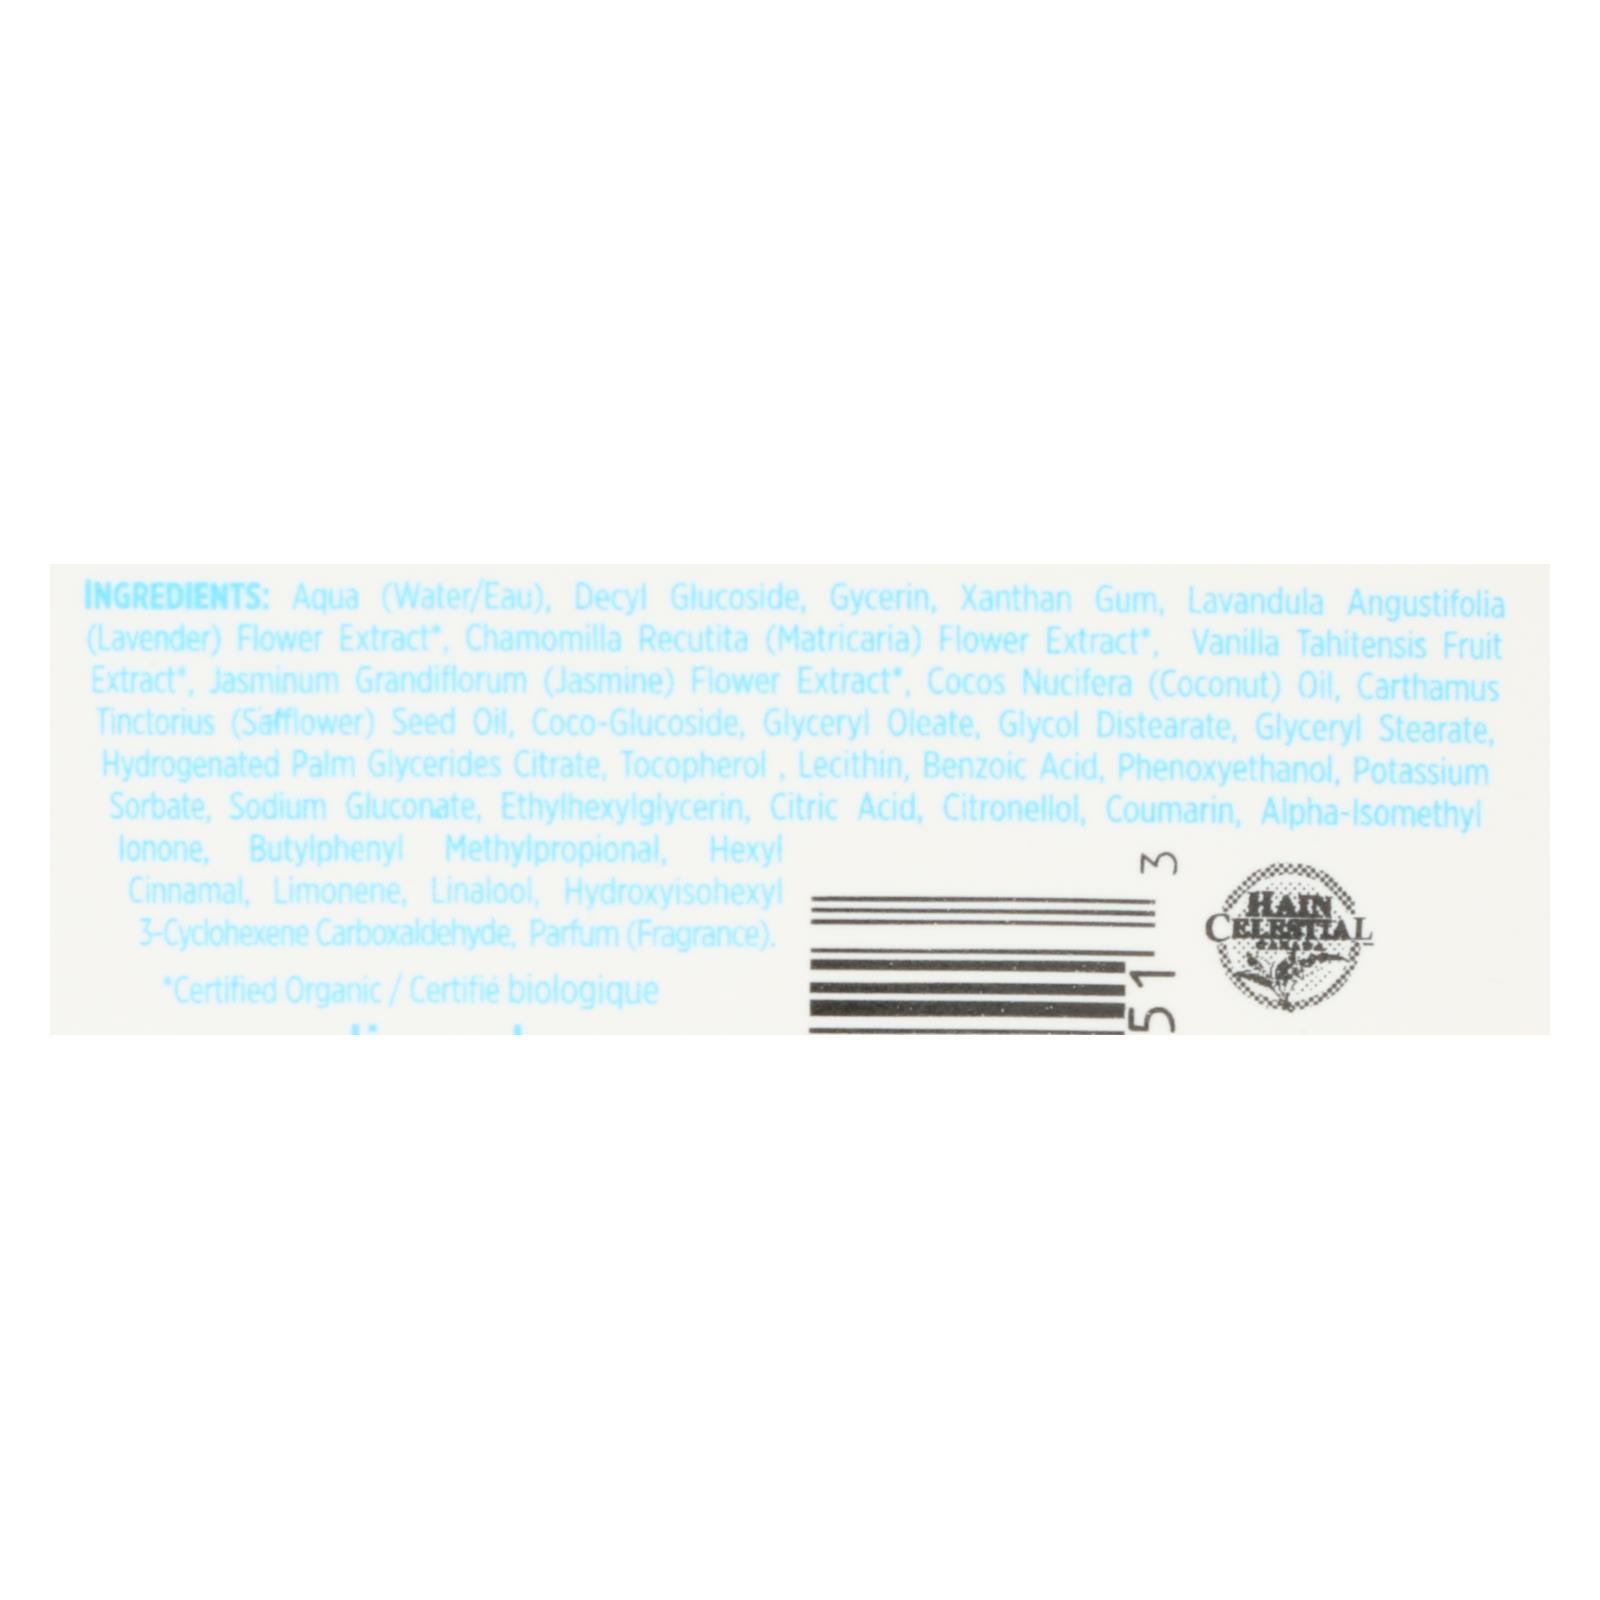 INGREDIENTS: Aqua (Water/Eau), Decyl Glucoside, Gycerin, Xanthan Gum, Lavandula Angustifolia
(Lavender) Flower Extract*, Chamomilla Recutita (Matricaria) Flower Extract*, Vanilla Tahitensis Fruit
Extract*, Jasminum Grandiflorum (Jasmine) Flower Extract*, Cocos Nucifera (Coconut) Oil, Carthamus
Tinctorius (Safflower) Seed Oil, Coco-Glucoside, Glyceryl Oleate, Glycol Distearate, Glyceryl Stearate,
Hydrogenated Palm Glycerides Citrate, Tocopherol , Lecithin, Benzoic Acid, Phenoxyethanol, Potassium
Sorbate, Sodium Gluconate, Ethylhexylglycerin, Citric Acid, Citronellol, Coumarin, Alpha-Isomethyl
Ionone, Butylphenyl Methylpropional, Hexyl
Cinnamal, Limonene, Linalool, Hydroxyisohexyl
3-Cyclohexene Carboxaldehyde, Parfum (Fragrance).
*Certified Organic / Certifié biologique
51 3
HAIN
CELESTIAL
CANADA